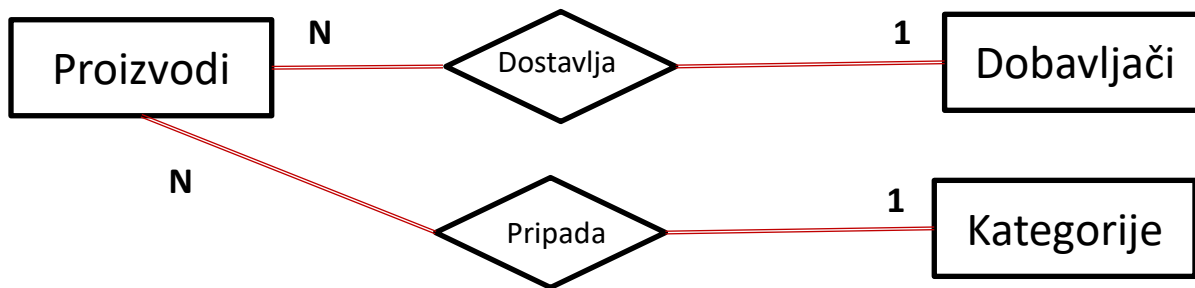 N
1
Proizvodi
Dostavlja
Dobavljači
N
1
Pripada
Kategorije